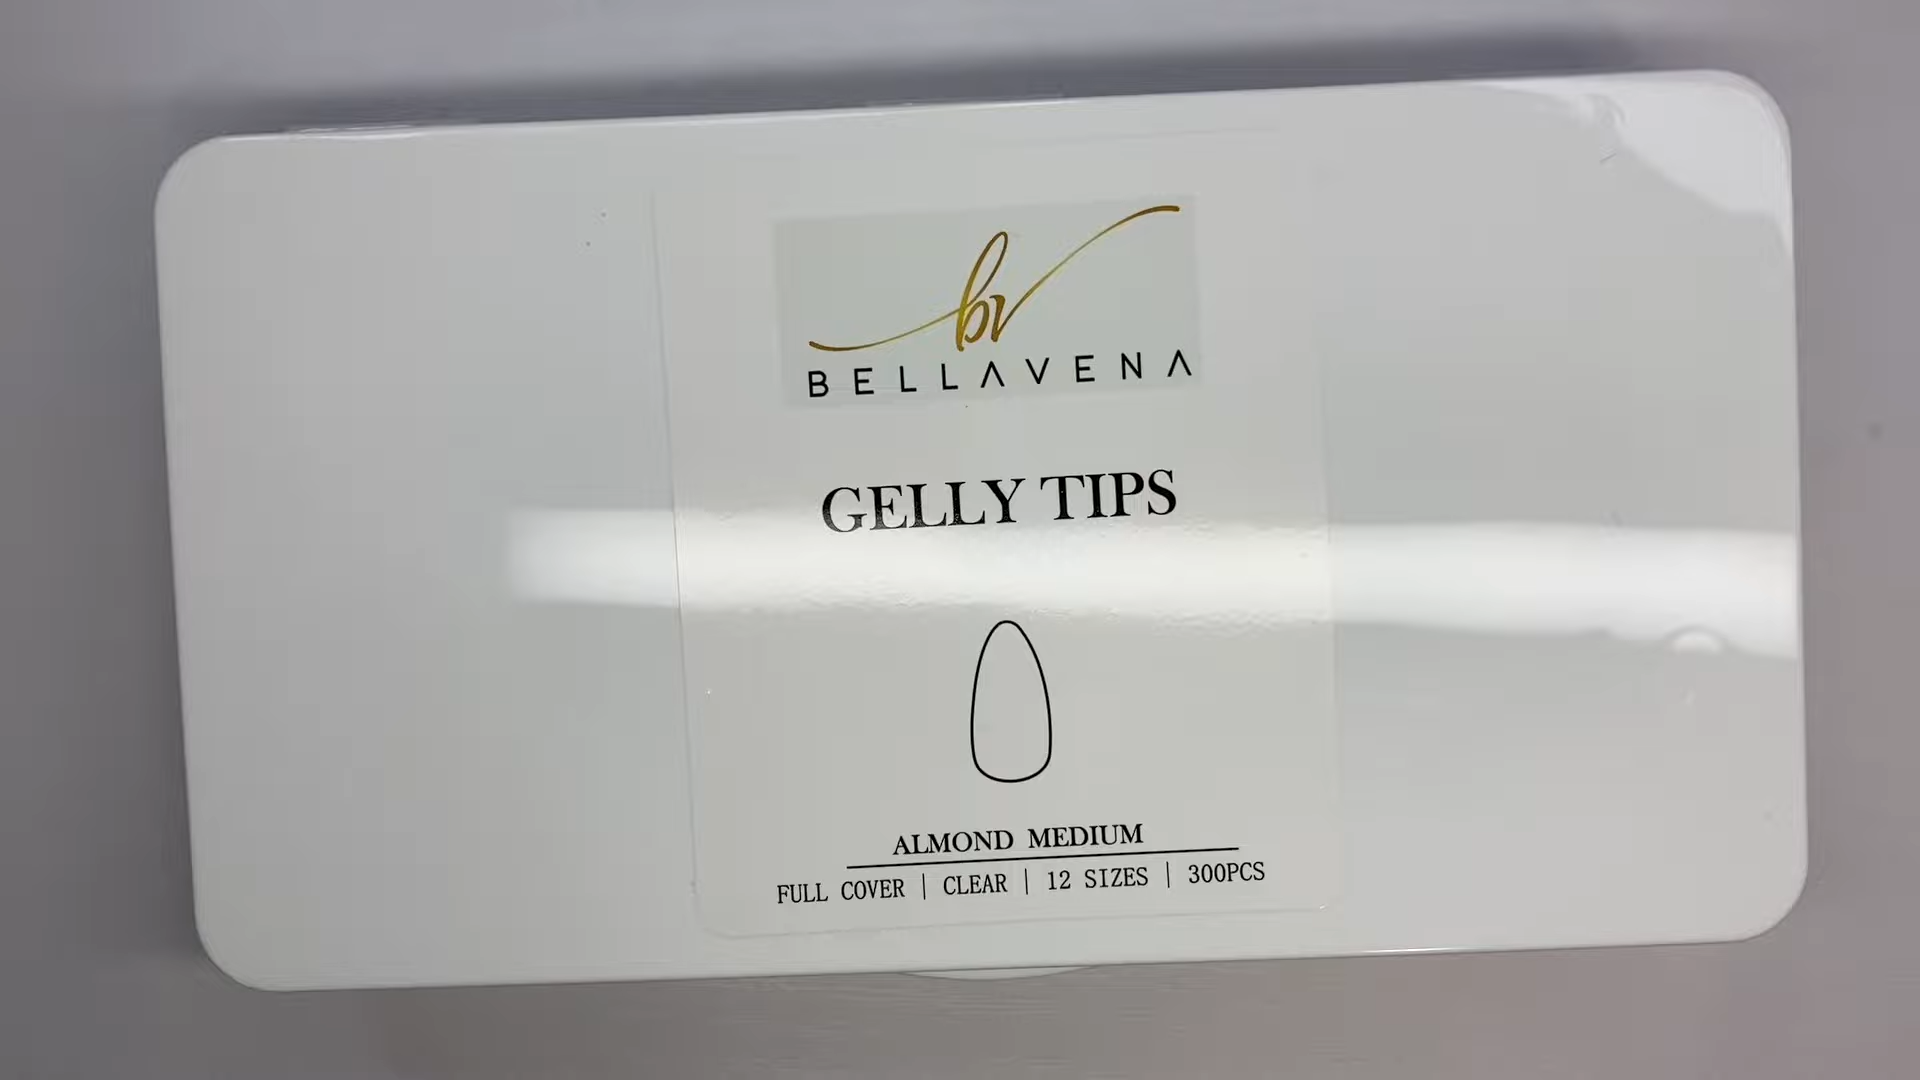 bv
BELLAVENA
GELLY TIPS
ALMOND MEDIUM
FULL COVER | CLEAR | 12 SIZES | 300PCS